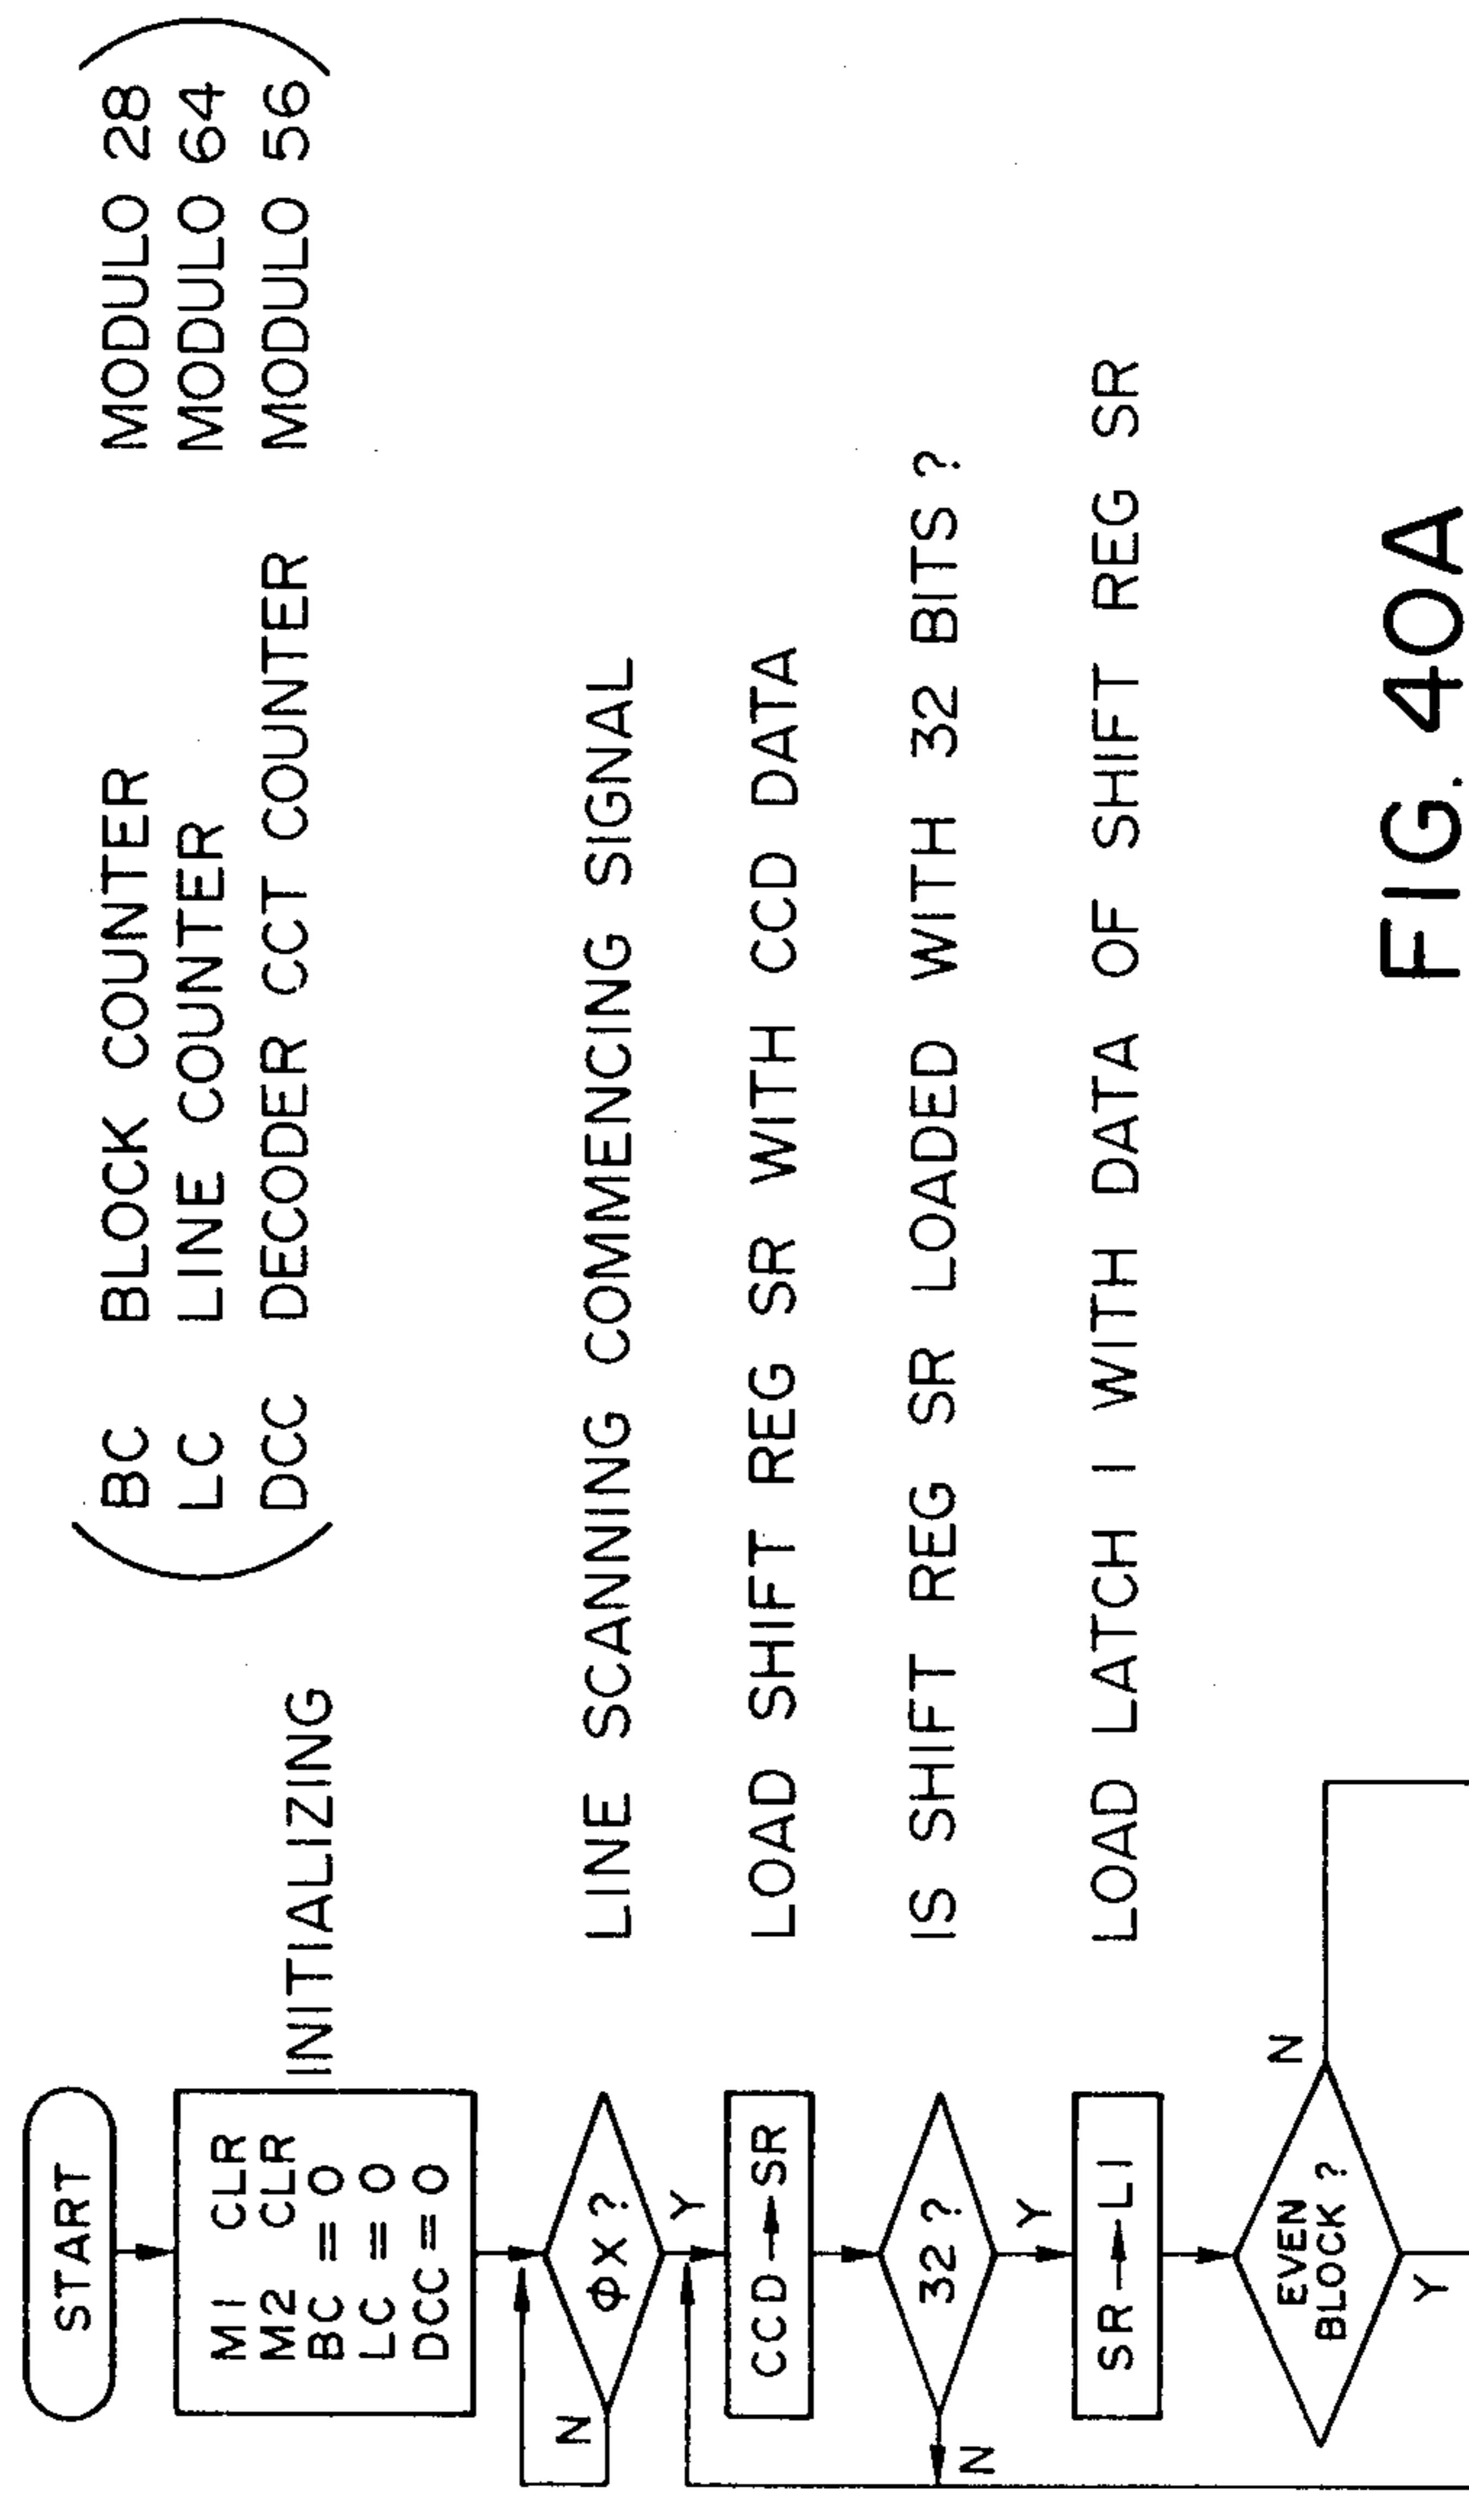 START
M1 CLR
M2 CLR
BC = 0
LC = 0
DCC = 0
INITIALIZING
BC BLOCK COUNTER MODULO 28
LC LINE COUNTER MODULO 64
DCC DECODER CCT COUNTER MODULO 56
ΦX ?
N
Y
LINE SCANNING COMMENCING SIGNAL
CCD → SR
LOAD SHIFT REG SR WITH CCD DATA
32 ?
N
Y
IS SHIFT REG SR LOADED WITH 32 BITS ?
SR → L1
LOAD LATCH 1 WITH DATA OF SHIFT REG SR
EVEN
BLOCK ?
N
Y
FIG. 40A